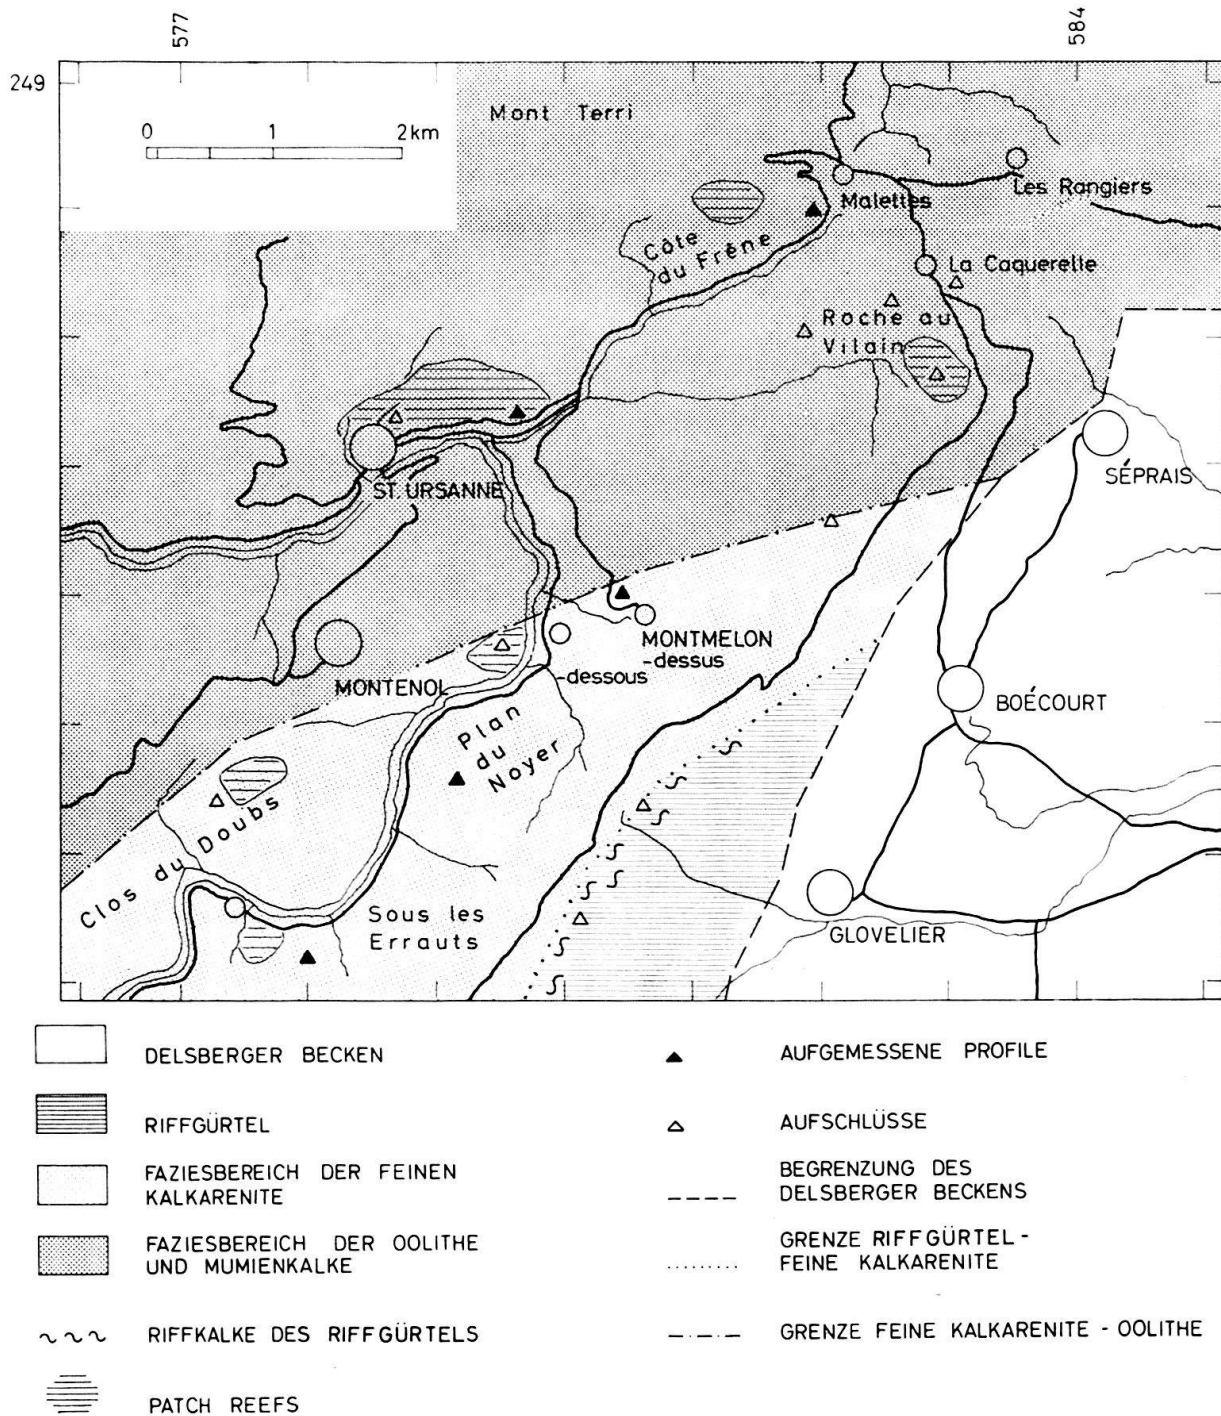 577
584
249
0 1 2 km
Mont Terri
Les Rangiers
Malettes
Côte
du Frêne
La Caquerelle
Roche au
Vilain
ST. URSANNE
SÉPRAIS
MONTMELON
-dessus
-dessous
MONTENOL
BOÉCOURT
Plan
du
Noyer
Clos du Doubs
Sous les
Errauts
GLOVELIER
DELSBERGER BECKEN
RIFFGÜRTEL
FAZIESBEREICH DER FEINEN
KALKARENITE
FAZIESBEREICH DER OOLITHE
UND MUMIENKALKE
RIFFKALKE DES RIFFGÜRTELS
PATCH REEFS
AUFGEMESSENE PROFILE
AUFSCHLÜSSE
BEGRENZUNG DES
DELSBERGER BECKENS
GRENZE RIFFGÜRTEL -
FEINE KALKARENITE
GRENZE FEINE KALKARENITE - OOLITHE